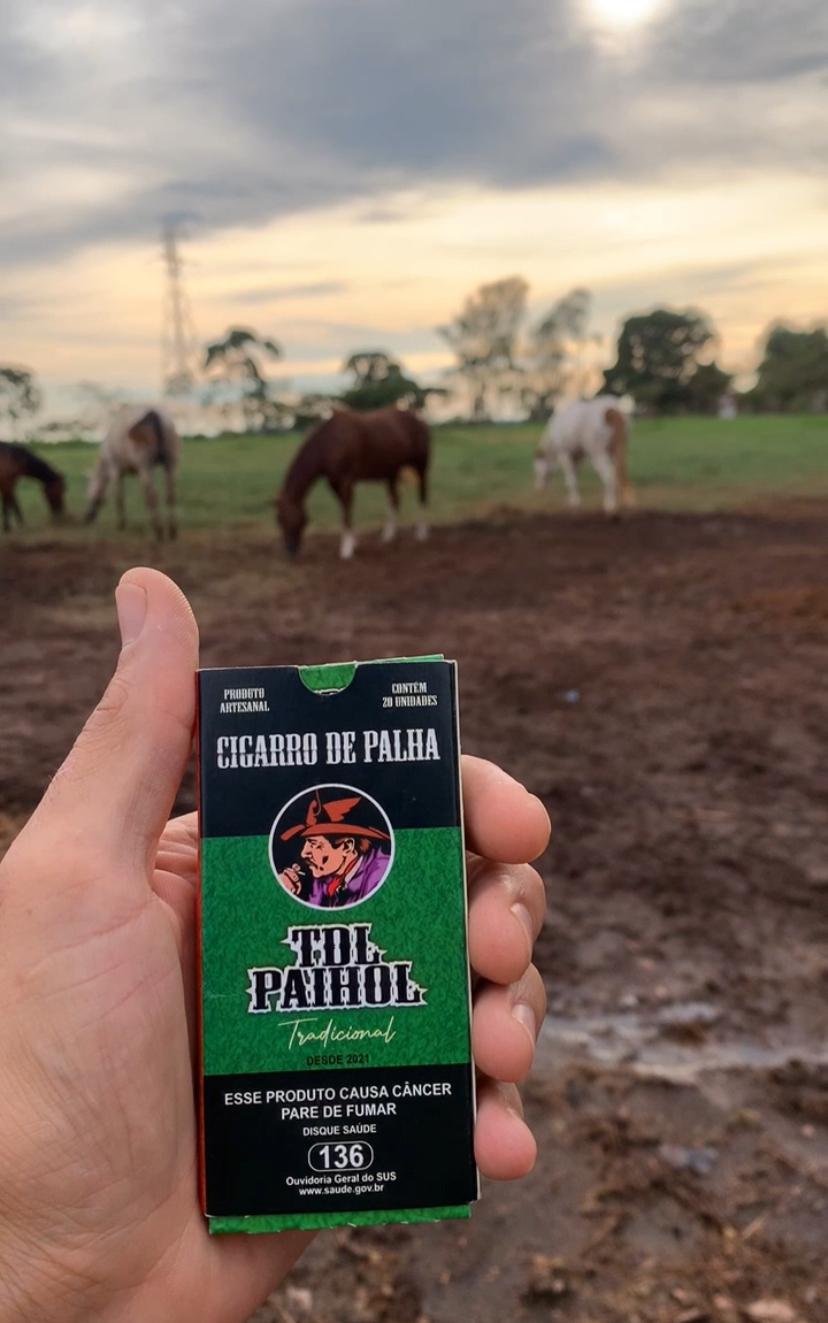 PRODUTO
ARTESANAL
CONTÉM
20 UNIDADES
CIGARRO DE PALHA
TDL
PAIHOL
Tradicional
DESDE 2021
ESSE PRODUTO CAUSA CÂNCER
PARE DE FUMAR
DISQUE SAÚDE
136
Ouvidoria Geral do SUS
www.saude.gov.br